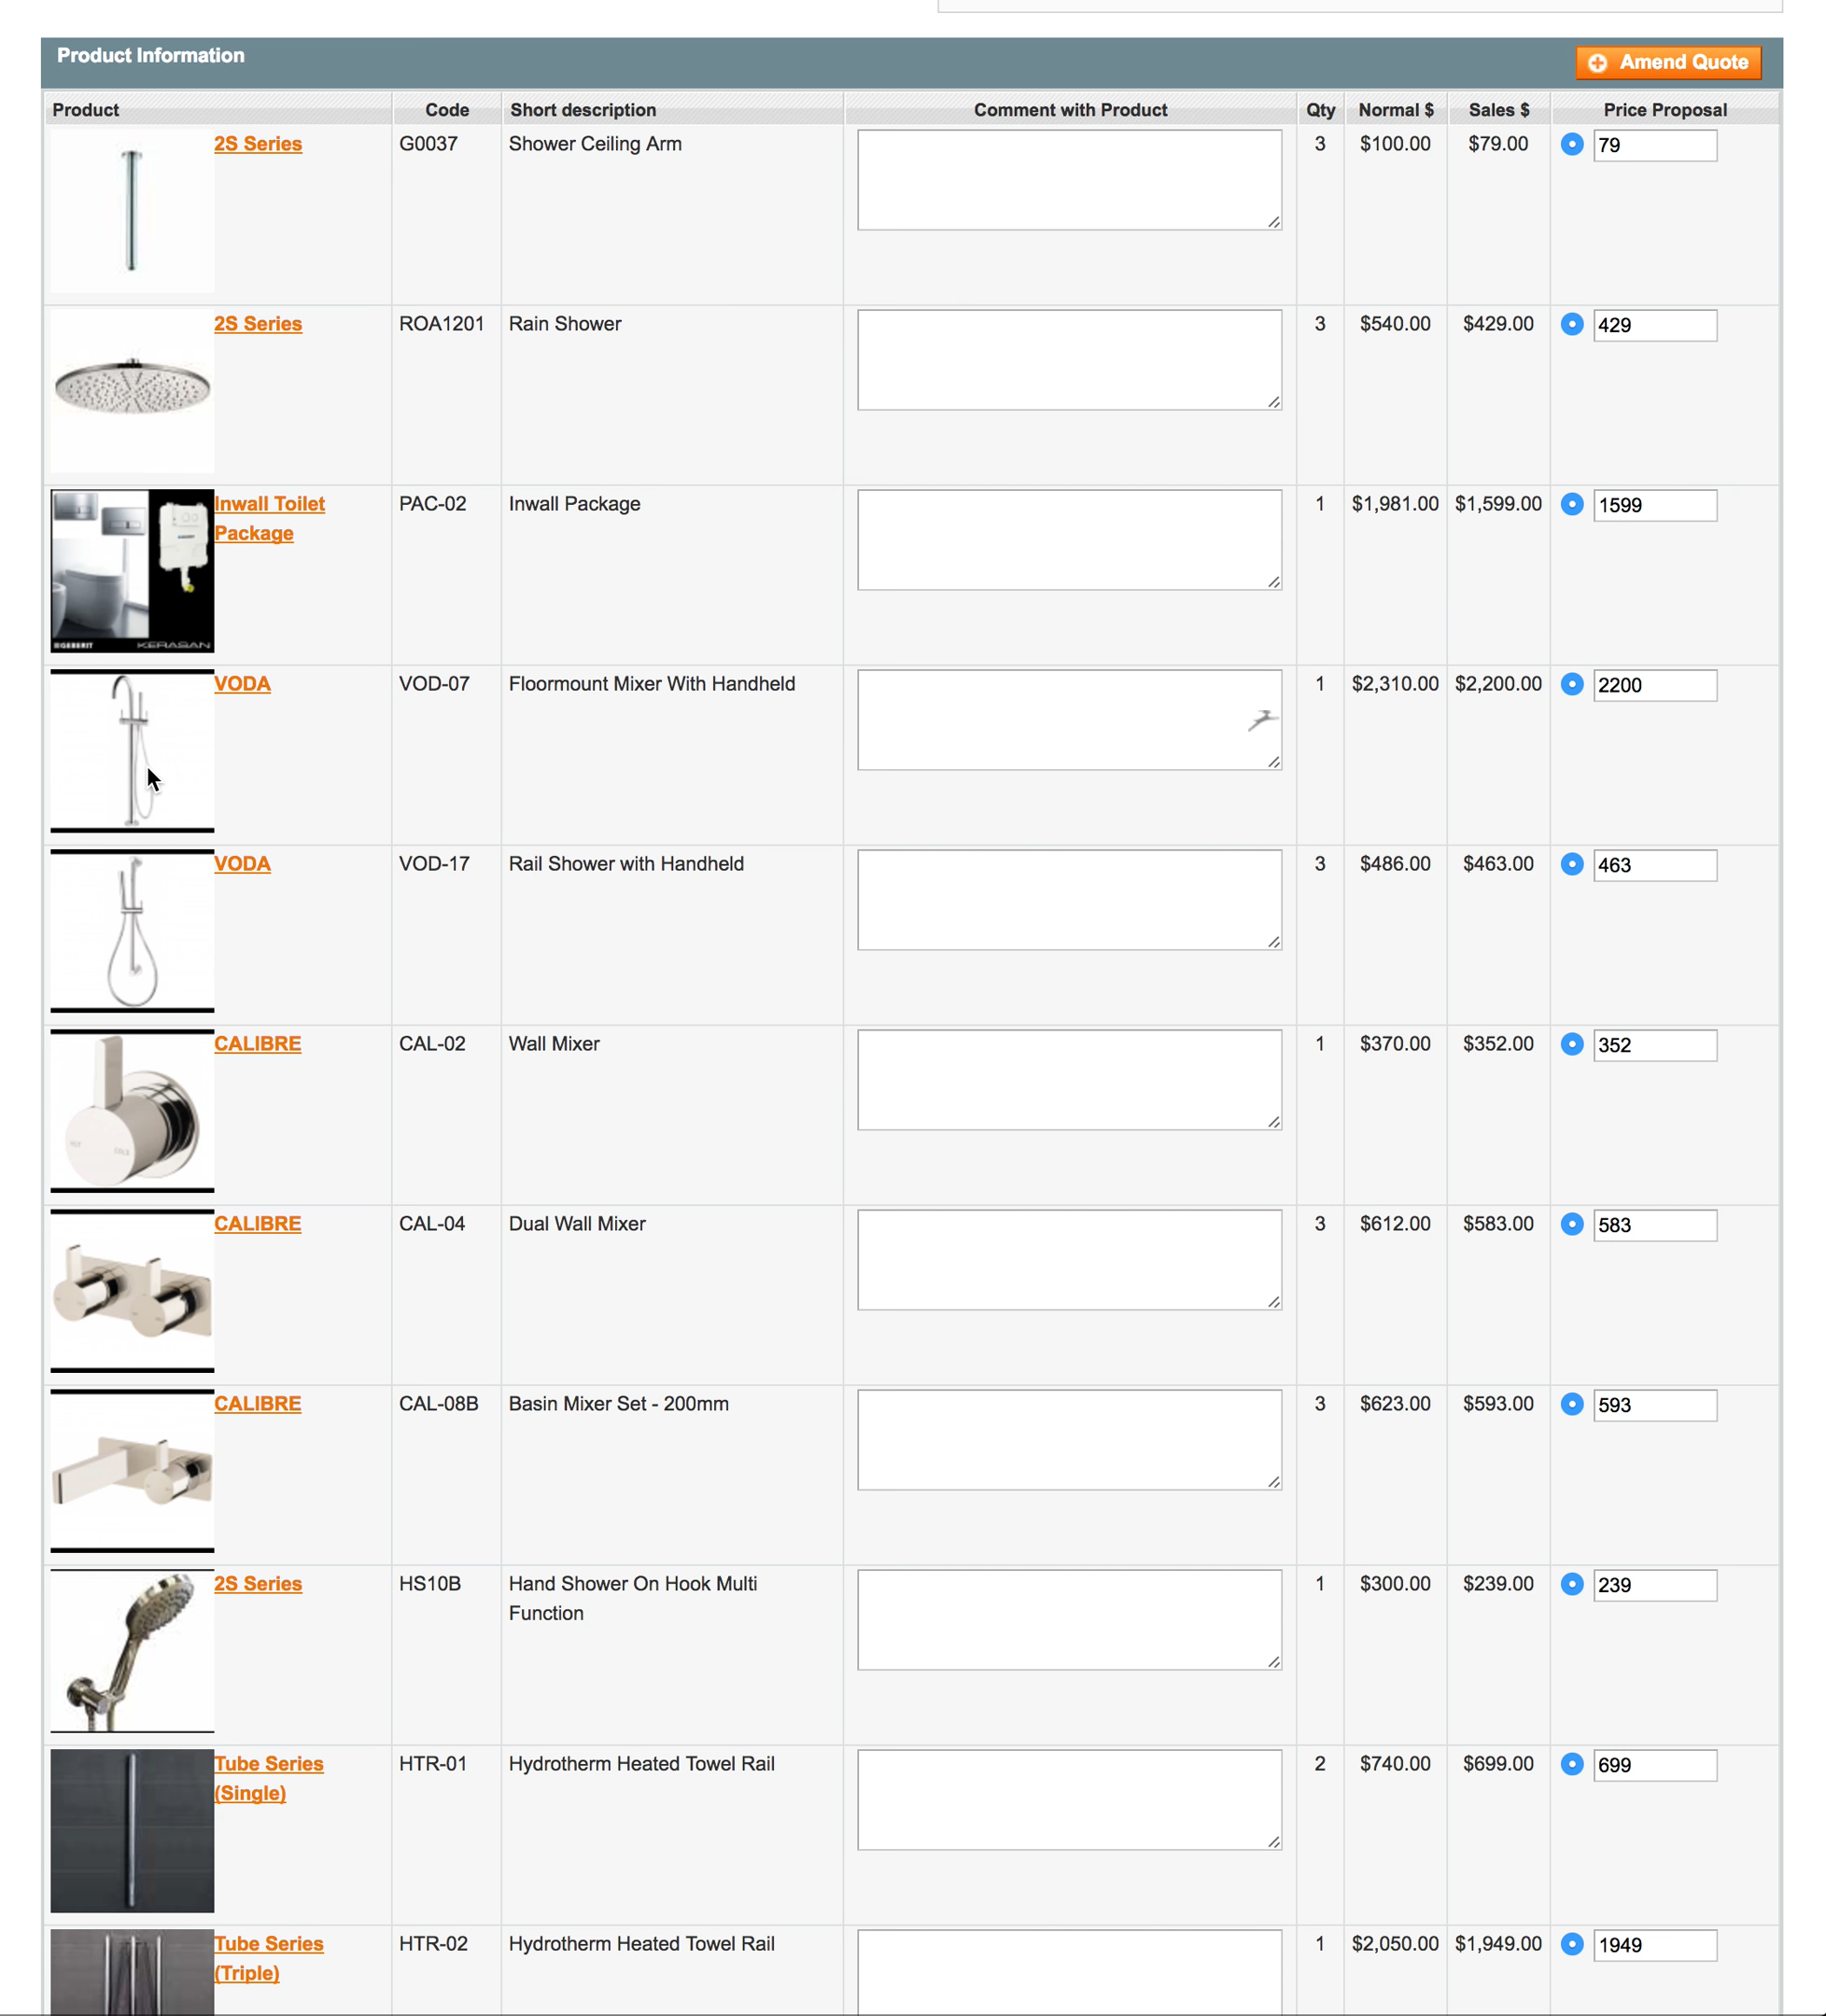 Product Information
Amend Quote
Product Code Short description Comment with Product Qty Normal $ Sales $ Price Proposal
2S Series G0037 Shower Ceiling Arm 3 $100.00 $79.00 79
2S Series ROA1201 Rain Shower 3 $540.00 $429.00 429
Inwall Toilet PAC-02 Inwall Package 1 $1,981.00 $1,599.00 1599
Package
GEBERIT KERASAN
VODA VOD-07 Floormount Mixer With Handheld 1 $2,310.00 $2,200.00 2200
VODA VOD-17 Rail Shower with Handheld 3 $486.00 $463.00 463
CALIBRE CAL-02 Wall Mixer 1 $370.00 $352.00 352
CALIBRE CAL-04 Dual Wall Mixer 3 $612.00 $583.00 583
CALIBRE CAL-08B Basin Mixer Set - 200mm 3 $623.00 $593.00 593
2S Series HS10B Hand Shower On Hook Multi 1 $300.00 $239.00 239
Function
Tube Series HTR-01 Hydrotherm Heated Towel Rail 2 $740.00 $699.00 699
(Single)
Tube Series HTR-02 Hydrotherm Heated Towel Rail 1 $2,050.00 $1,949.00 1949
(Triple)